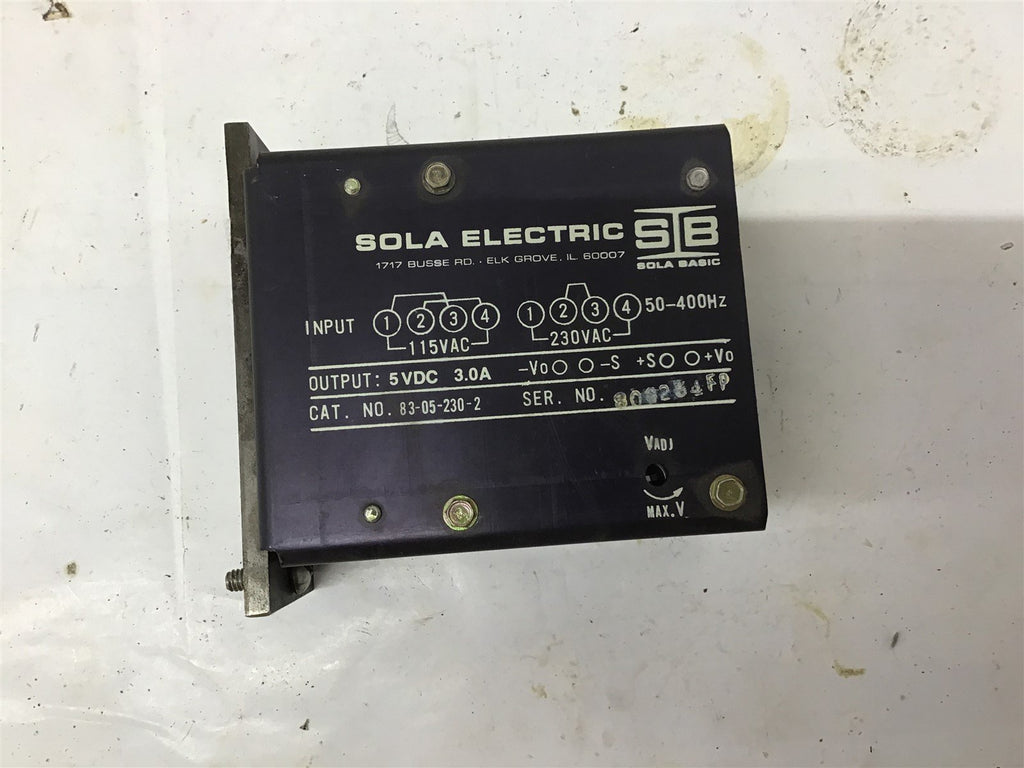 SOLA ELECTRIC SB
1717 BUSSE RD. · ELK GROVE, IL 60007
SOLA BASIC
INPUT 1 2 3 4 1 2 3 4 50-400Hz
115VAC 230VAC
OUTPUT: 5VDC 3.0A -Vo -S +S +Vo
CAT. NO. 83-05-230-2 SER. NO.
VADJ
MAX.V